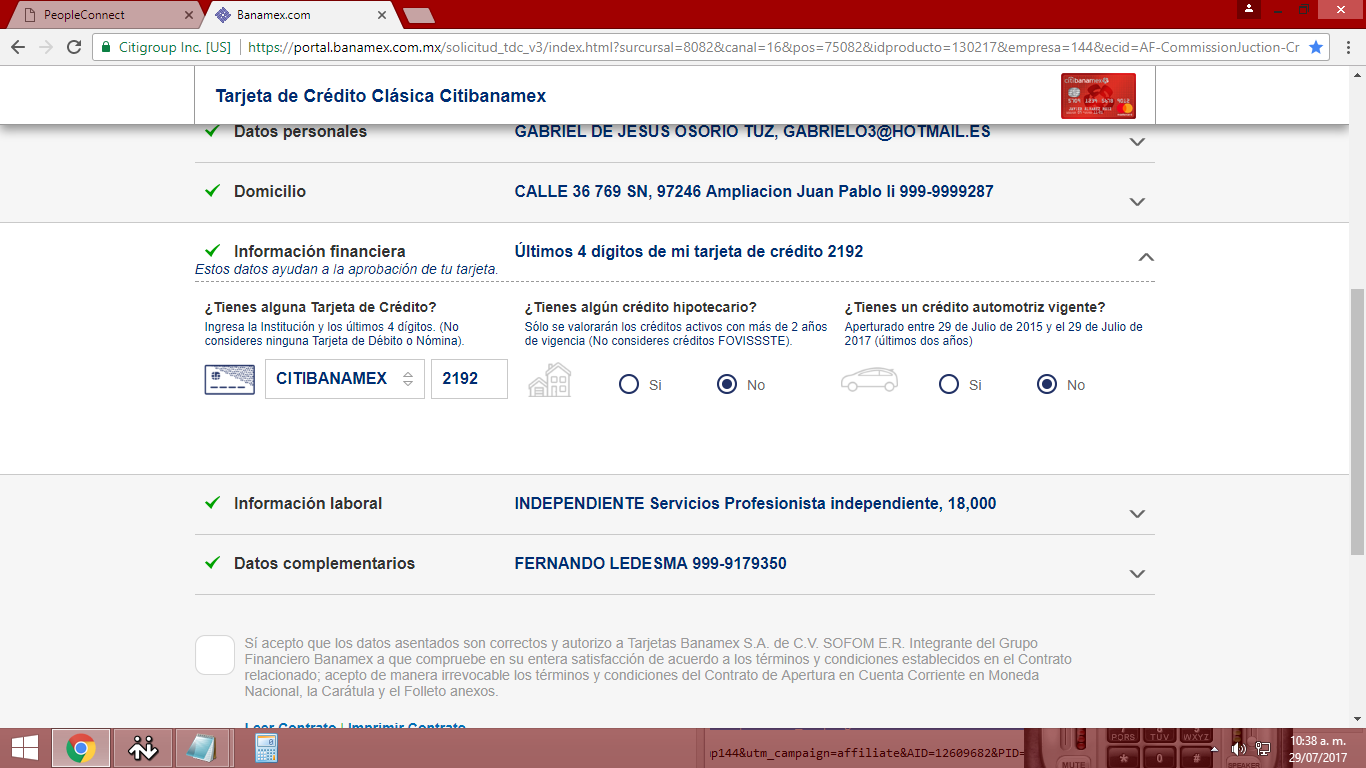 PeopleConnect
Banamex.com
Citigroup Inc. [US] https://portal.banamex.com.mx/solicitud_tdc_v3/index.html?surcursal=8082&canal=16&pos=75082&idproducto=130217&empresa=144&ecid=AF-CommissionJuction-Cr
Tarjeta de Crédito Clásica Citibanamex
citibanamex
Datos personales GABRIEL DE JESUS OSORIO TUZ, GABRIELO3@HOTMAIL.ES
Domicilio CALLE 36 769 SN, 97246 Ampliacion Juan Pablo Ii 999-9999287
Información financiera Últimos 4 dígitos de mi tarjeta de crédito 2192
Estos datos ayudan a la aprobación de tu tarjeta.
¿Tienes alguna Tarjeta de Crédito? ¿Tienes algún crédito hipotecario? ¿Tienes un crédito automotriz vigente?
Ingresa la Institución y los últimos 4 dígitos. (No Sólo se valorarán los créditos activos con más de 2 años Aperturado entre 29 de Julio de 2015 y el 29 de Julio de
consideres ninguna Tarjeta de Débito o Nómina). de vigencia (No consideres créditos FOVISSSTE). 2017 (últimos dos años)
CITIBANAMEX 2192 Si No Si No
Información laboral INDEPENDIENTE Servicios Profesionista independiente, 18,000
Datos complementarios FERNANDO LEDESMA 999-9179350
Sí acepto que los datos asentados son correctos y autorizo a Tarjetas Banamex S.A. de C.V. SOFOM E.R. Integrante del Grupo
Financiero Banamex a que compruebe en su entera satisfacción de acuerdo a los términos y condiciones establecidos en el Contrato
relacionado; acepto de manera irrevocable los términos y condiciones del Contrato de Apertura en Cuenta Corriente en Moneda
Nacional, la Carátula y el Folleto anexos.
Leer Contrato | Imprimir Contrato
p144&utm_campaign=affiliate&AID=12609682&PID=
PQRS TUV WXYZ
* 0 #
MUTE SPEAKER
10:38 a. m.
29/07/2017